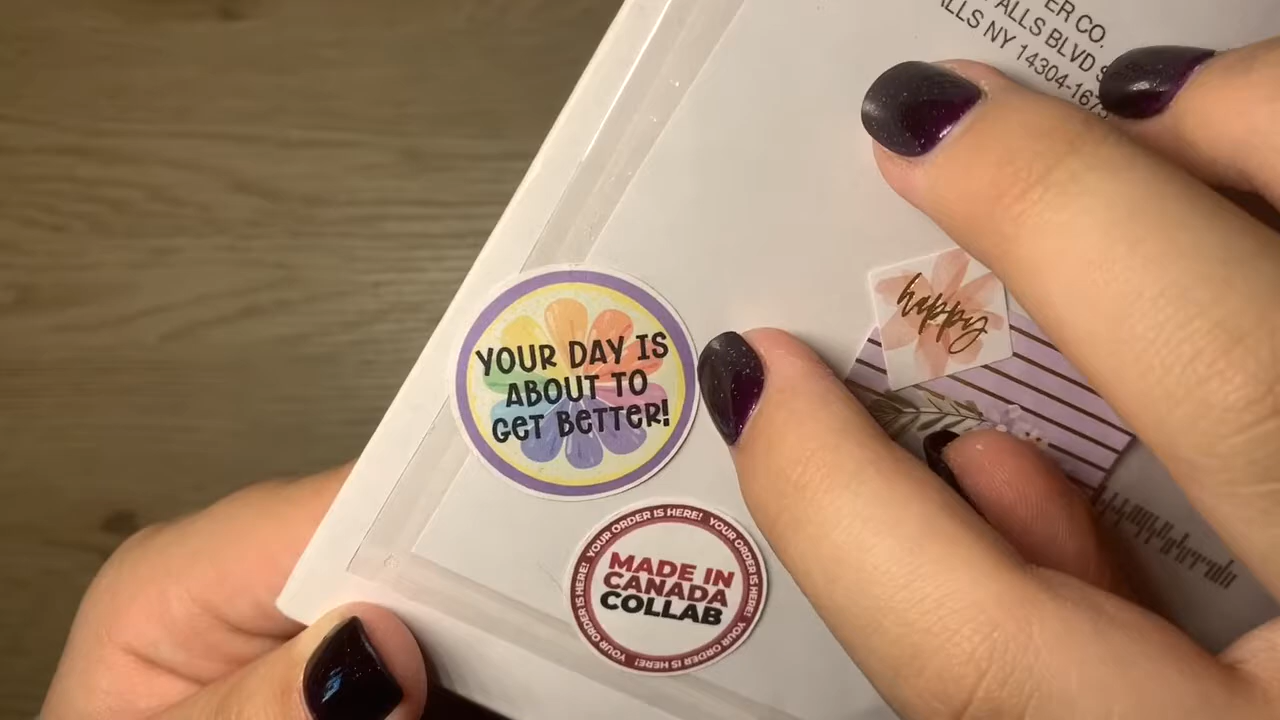 ER CO.
ALLS BLVD
ALLS NY 14304-167
happy
YOUR DAY IS
ABOUT TO
GET BETTER!
YOUR ORDER IS HERE! YOUR ORDER IS HERE! YOUR ORDER IS HERE! YOUR ORDER IS HERE!
MADE IN
CANADA
COLLAB